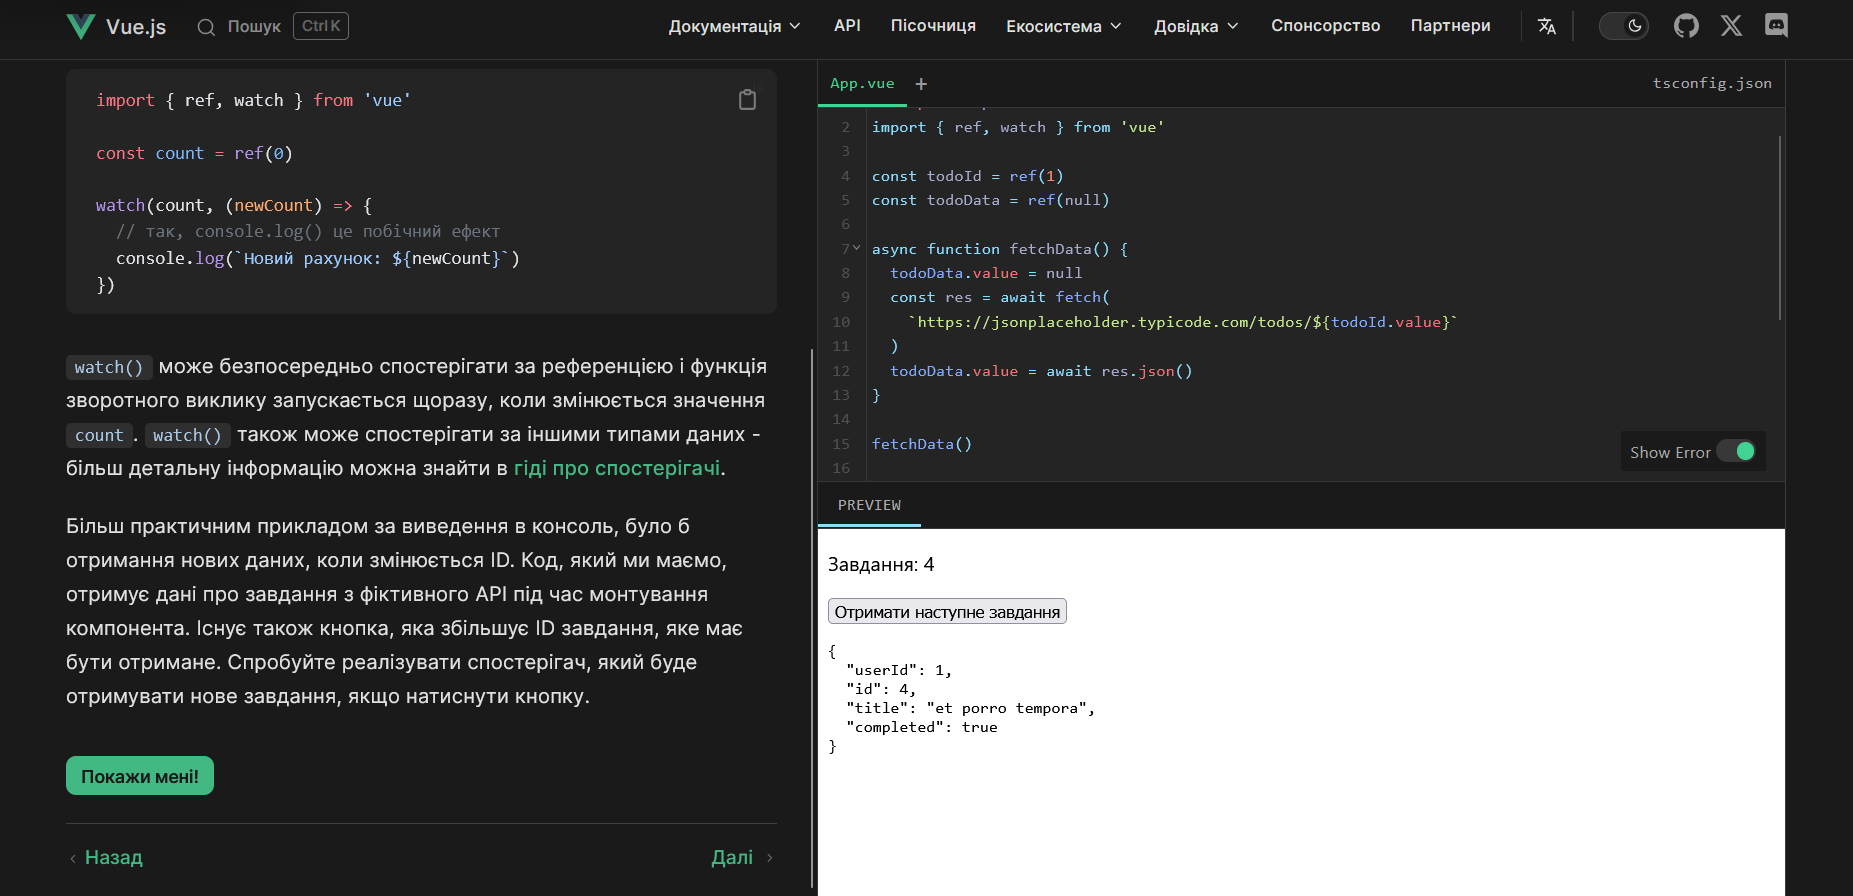 Vue.js Пошук Ctrl K Документація API Пісочниця Екосистема Довідка Спонсорство Партнери
import { ref, watch } from 'vue'
const count = ref(0)
watch(count, (newCount) => {
  // так, console.log() це побічний ефект
  console.log(`Новий рахунок: ${newCount}`)
})
watch() може безпосередньо спостерігати за референцією і функція
зворотного виклику запускається щоразу, коли змінюється значення
count . watch() також може спостерігати за іншими типами даних -
більш детальну інформацію можна знайти в гіді про спостерігачі.
Більш практичним прикладом за виведення в консоль, було б
отримання нових даних, коли змінюється ID. Код, який ми маємо,
отримує дані про завдання з фіктивного API під час монтування
компонента. Існує також кнопка, яка збільшує ID завдання, яке має
бути отримане. Спробуйте реалізувати спостерігач, який буде
отримувати нове завдання, якщо натиснути кнопку.
Покажи мені!
Назад Далі
App.vue + tsconfig.json
2 import { ref, watch } from 'vue'
3
4 const todoId = ref(1)
5 const todoData = ref(null)
6
7 async function fetchData() {
8   todoData.value = null
9   const res = await fetch(
10     `https://jsonplaceholder.typicode.com/todos/${todoId.value}`
11   )
12   todoData.value = await res.json()
13 }
14
15 fetchData()
16
Show Error
PREVIEW
Завдання: 4
Отримати наступне завдання
{
  "userId": 1,
  "id": 4,
  "title": "et porro tempora",
  "completed": true
}